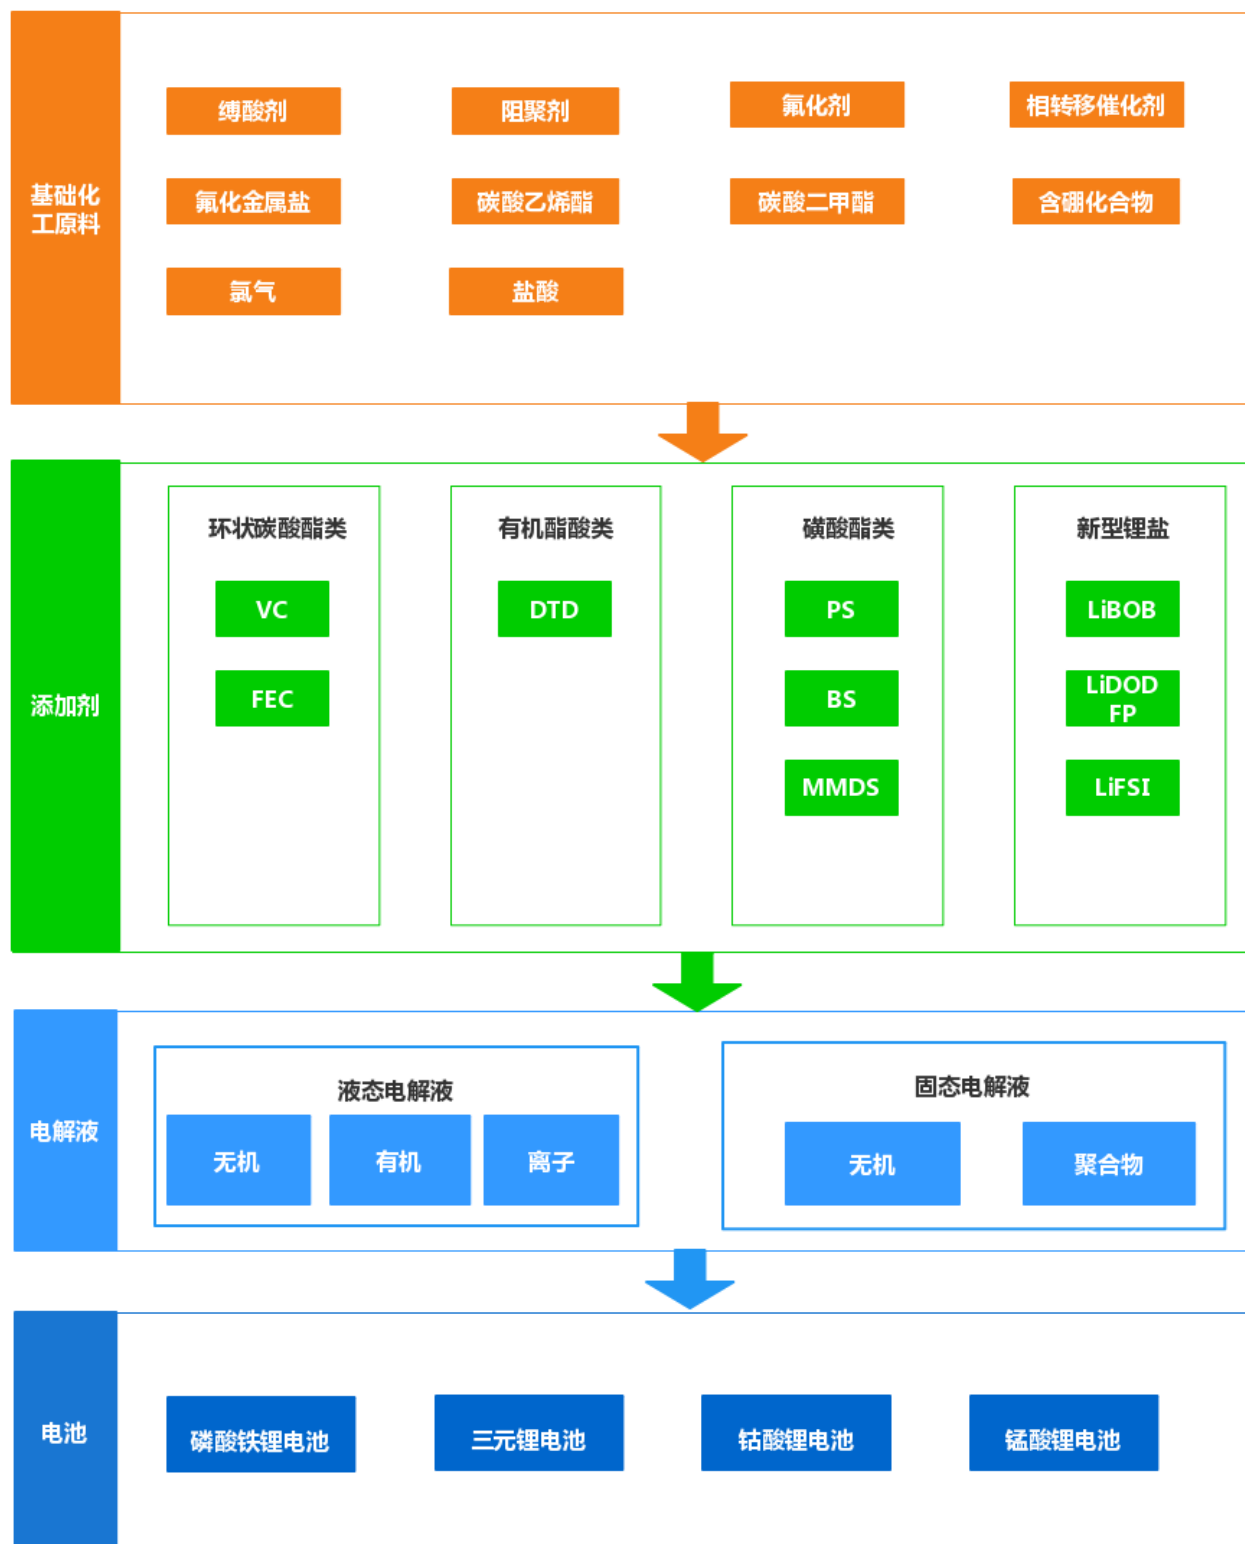 基础化
工原料
缚酸剂
阻聚剂
氟化剂
相转移催化剂
氟化金属盐
碳酸乙烯酯
碳酸二甲酯
含硼化合物
氯气
盐酸
添加剂
环状碳酸酯类
VC
FEC
有机酯酸类
DTD
磺酸酯类
PS
BS
MMDS
新型锂盐
LiBOB
LiDOD
FP
LiFSI
电解液
液态电解液
无机
有机
离子
固态电解液
无机
聚合物
电池
磷酸铁锂电池
三元锂电池
钴酸锂电池
锰酸锂电池